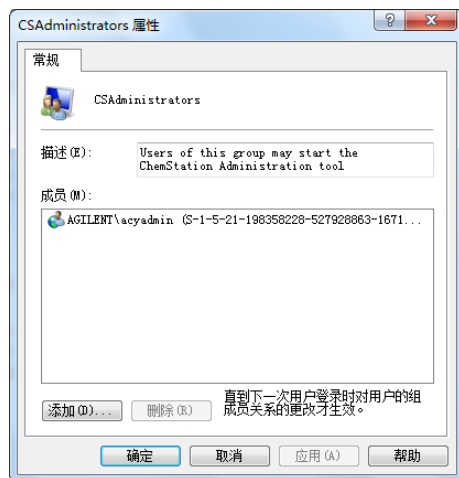 CSAdministrators 属性
常规
CSAdministrators
描述(E):
Users of this group may start the
ChemStation Administration tool
成员(M):
AGILENT\acyadmin (S-1-5-21-198358228-527928863-1671...
添加(D)...
删除(R)
直到下一次用户登录时对用户的组
成员关系的更改才生效。
确定
取消
应用(A)
帮助